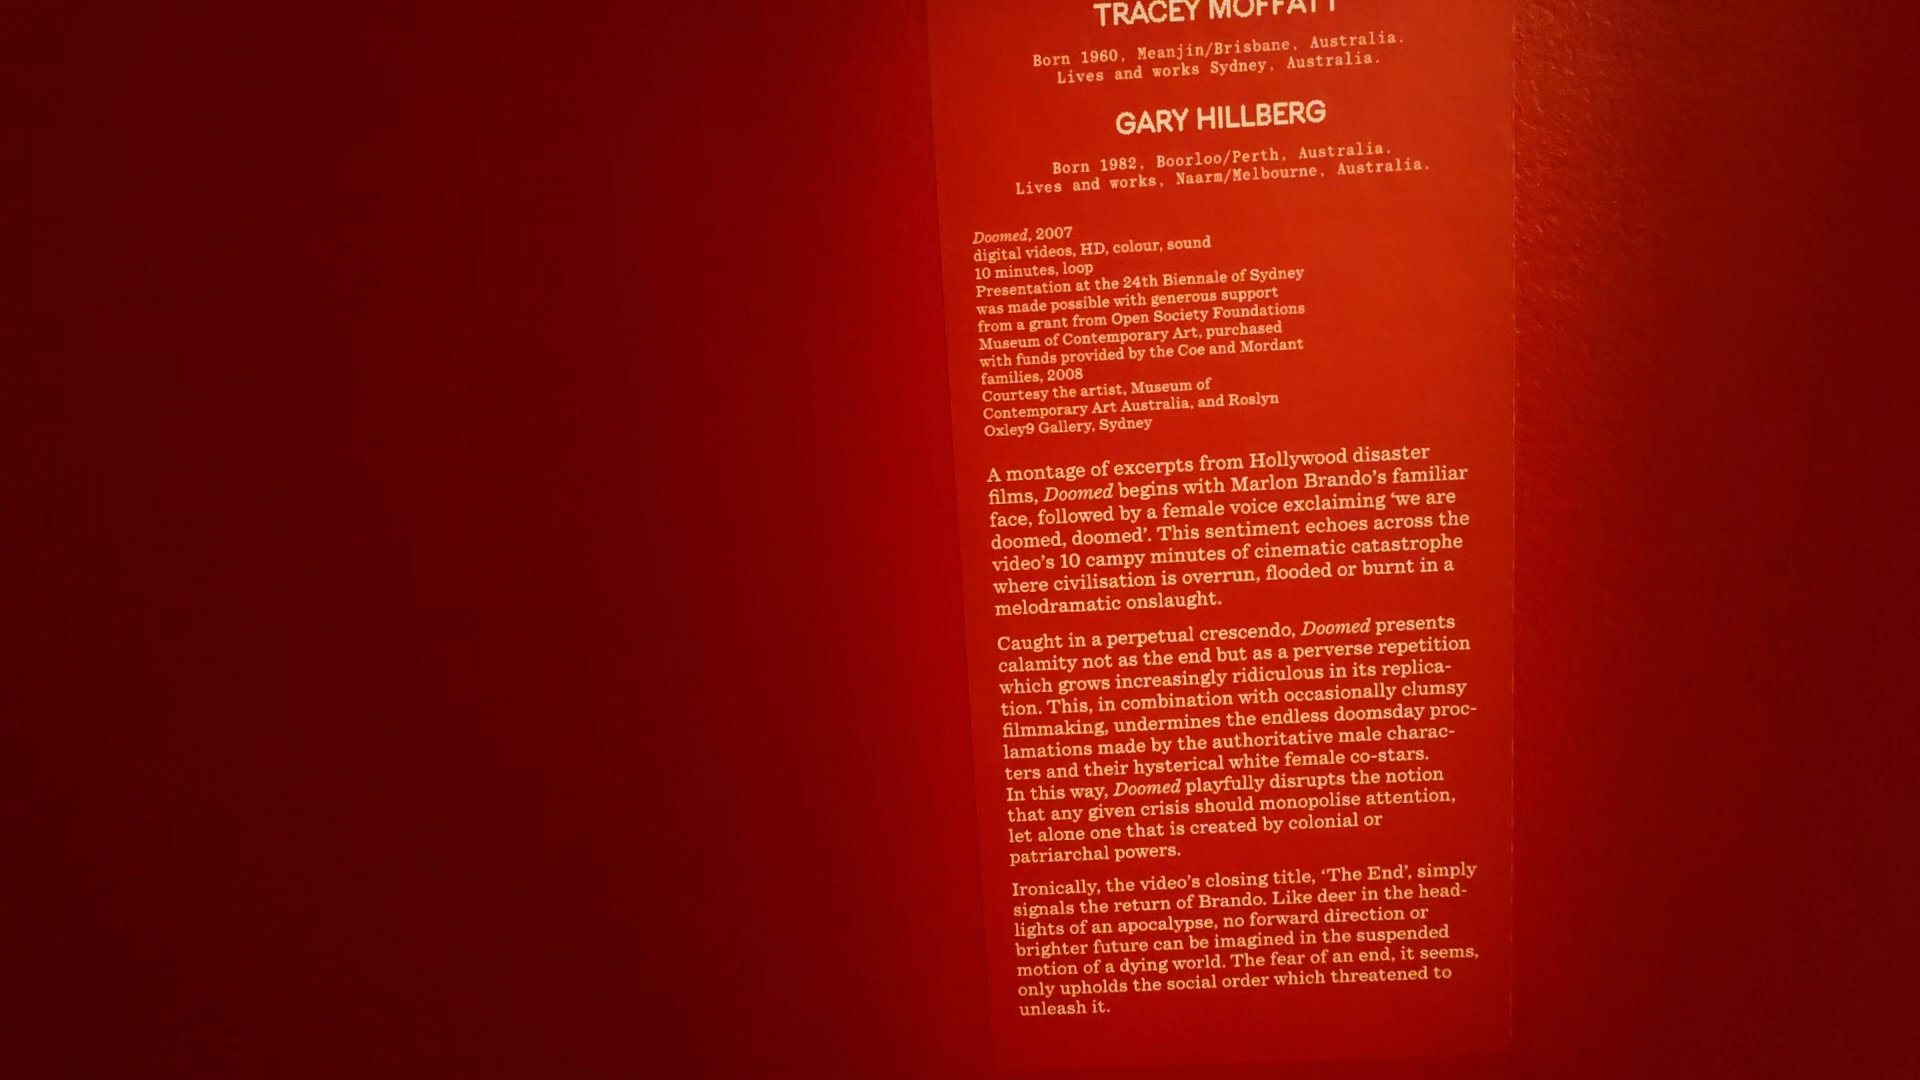 TRACEY MOFFATT
Born 1960, Meanjin/Brisbane, Australia.
Lives and works Sydney, Australia.
GARY HILLBERG
Born 1982, Boorloo/Perth, Australia.
Lives and works, Naarm/Melbourne, Australia.
Doomed, 2007
digital videos, HD, colour, sound
10 minutes, loop
Presentation at the 24th Biennale of Sydney
was made possible with generous support
from a grant from Open Society Foundations
Museum of Contemporary Art, purchased
with funds provided by the Coe and Mordant
families, 2008
Courtesy the artist, Museum of
Contemporary Art Australia, and Roslyn
Oxley9 Gallery, Sydney
A montage of excerpts from Hollywood disaster
films, Doomed begins with Marlon Brando's familiar
face, followed by a female voice exclaiming ‘we are
doomed, doomed’. This sentiment echoes across the
video's 10 campy minutes of cinematic catastrophe
where civilisation is overrun, flooded or burnt in a
melodramatic onslaught.
Caught in a perpetual crescendo, Doomed presents
calamity not as the end but as a perverse repetition
which grows increasingly ridiculous in its replica-
tion. This, in combination with occasionally clumsy
filmmaking, undermines the endless doomsday proc-
lamations made by the authoritative male charac-
ters and their hysterical white female co-stars.
In this way, Doomed playfully disrupts the notion
that any given crisis should monopolise attention,
let alone one that is created by colonial or
patriarchal powers.
Ironically, the video's closing title, ‘The End’, simply
signals the return of Brando. Like deer in the head-
lights of an apocalypse, no forward direction or
brighter future can be imagined in the suspended
motion of a dying world. The fear of an end, it seems,
only upholds the social order which threatened to
unleash it.